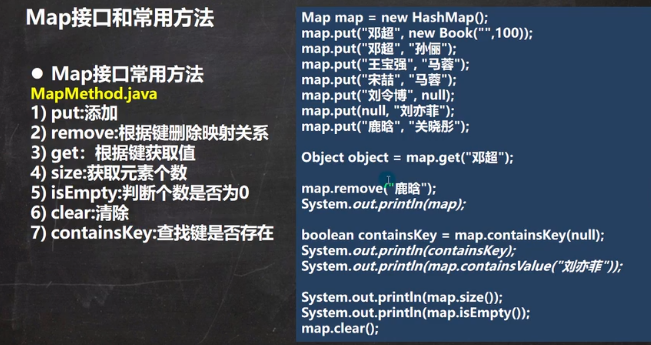 Map接口和常用方法
● Map接口常用方法
MapMethod.java
1) put:添加
2) remove:根据键删除映射关系
3) get：根据键获取值
4) size:获取元素个数
5) isEmpty:判断个数是否为0
6) clear:清除
7) containsKey:查找键是否存在
Map map = new HashMap();
map.put("邓超", new Book("",100));
map.put("邓超", "孙俪");
map.put("王宝强", "马蓉");
map.put("宋喆", "马蓉");
map.put("刘令博", null);
map.put(null, "刘亦菲");
map.put("鹿晗", "关晓彤");
Object object = map.get("邓超");
map.remove("鹿晗");
System.out.println(map);
boolean containsKey = map.containsKey(null);
System.out.println(containsKey);
System.out.println(map.containsValue("刘亦菲"));
System.out.println(map.size());
System.out.println(map.isEmpty());
map.clear();